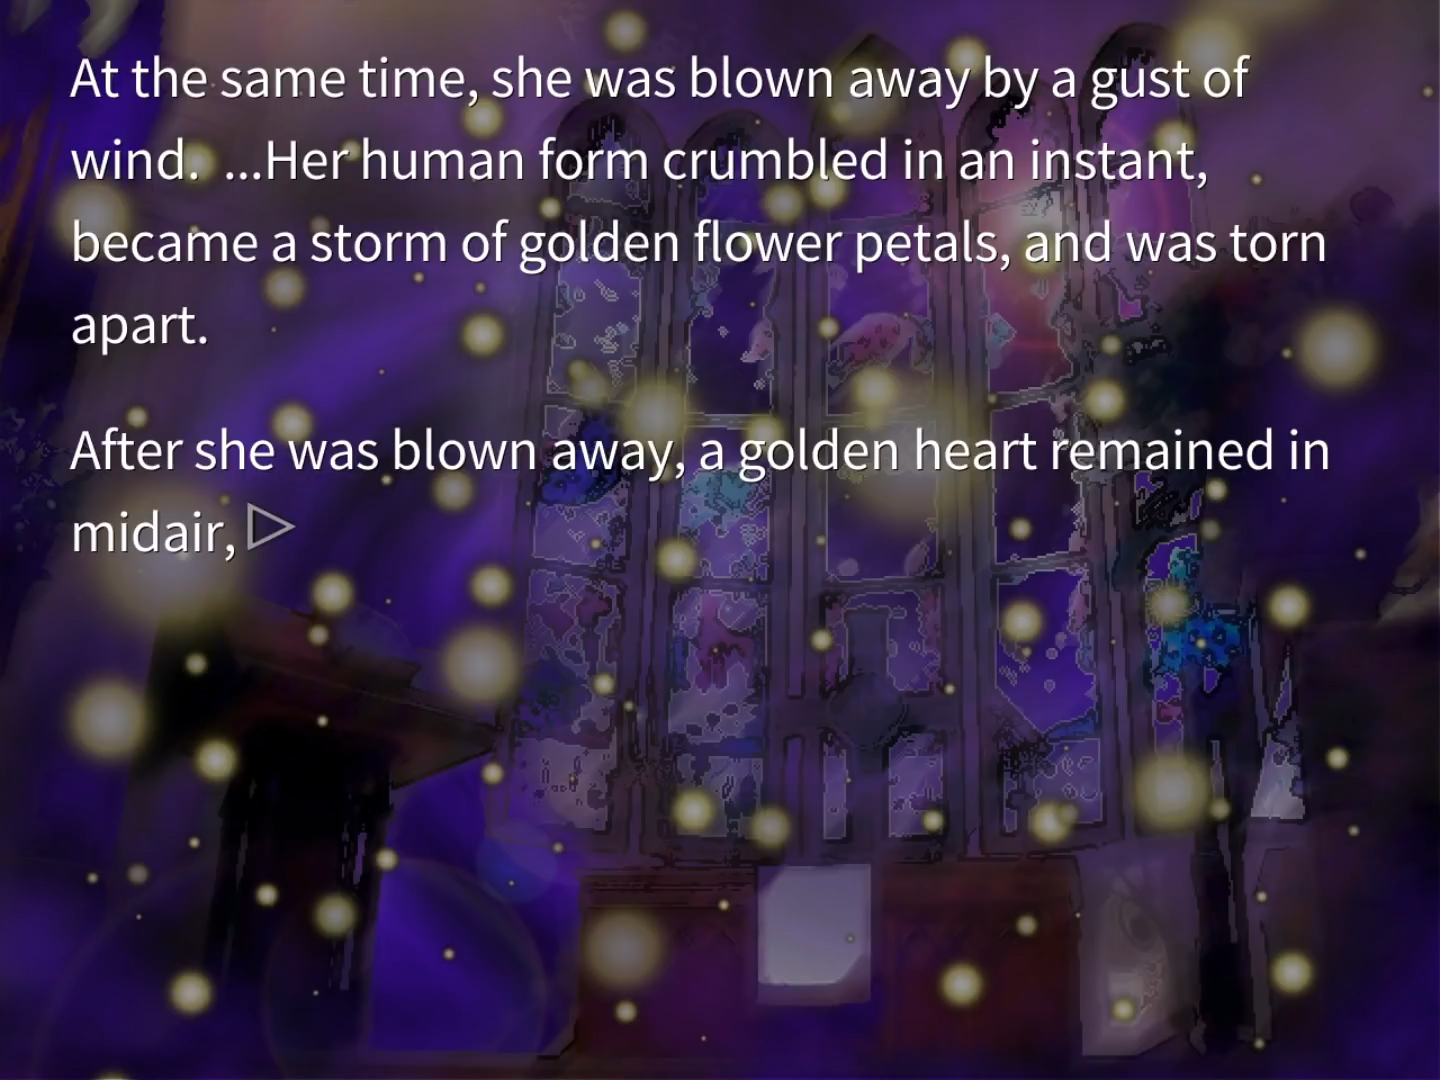 At the same time, she was blown away by a gust of
wind.  ...Her human form crumbled in an instant,
became a storm of golden flower petals, and was torn
apart.
After she was blown away, a golden heart remained in
midair,